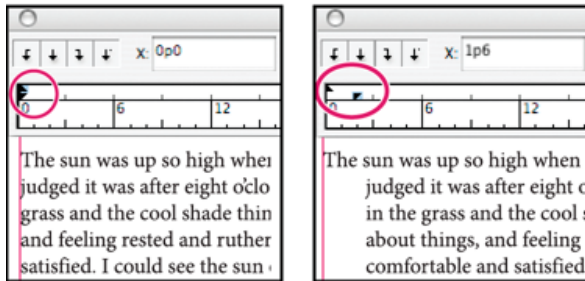 X: 0p0
0 6 12
The sun was up so high when
judged it was after eight o'clo
grass and the cool shade thin
and feeling rested and ruther
satisfied. I could see the sun
X: 1p6
0 6 12
The sun was up so high when
judged it was after eight o
in the grass and the cool s
about things, and feeling
comfortable and satisfied